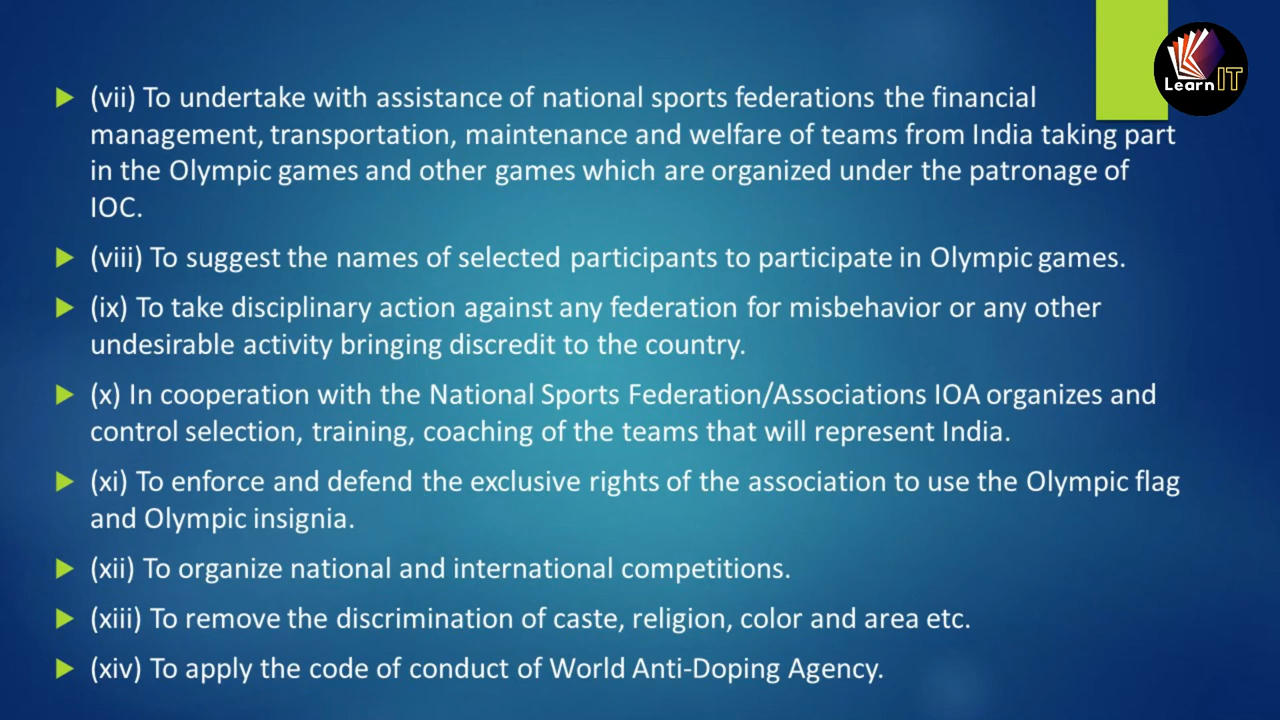 Learn IT
(vii) To undertake with assistance of national sports federations the financial
management, transportation, maintenance and welfare of teams from India taking part
in the Olympic games and other games which are organized under the patronage of
IOC.
(viii) To suggest the names of selected participants to participate in Olympic games.
(ix) To take disciplinary action against any federation for misbehavior or any other
undesirable activity bringing discredit to the country.
(x) In cooperation with the National Sports Federation/Associations IOA organizes and
control selection, training, coaching of the teams that will represent India.
(xi) To enforce and defend the exclusive rights of the association to use the Olympic flag
and Olympic insignia.
(xii) To organize national and international competitions.
(xiii) To remove the discrimination of caste, religion, color and area etc.
(xiv) To apply the code of conduct of World Anti-Doping Agency.